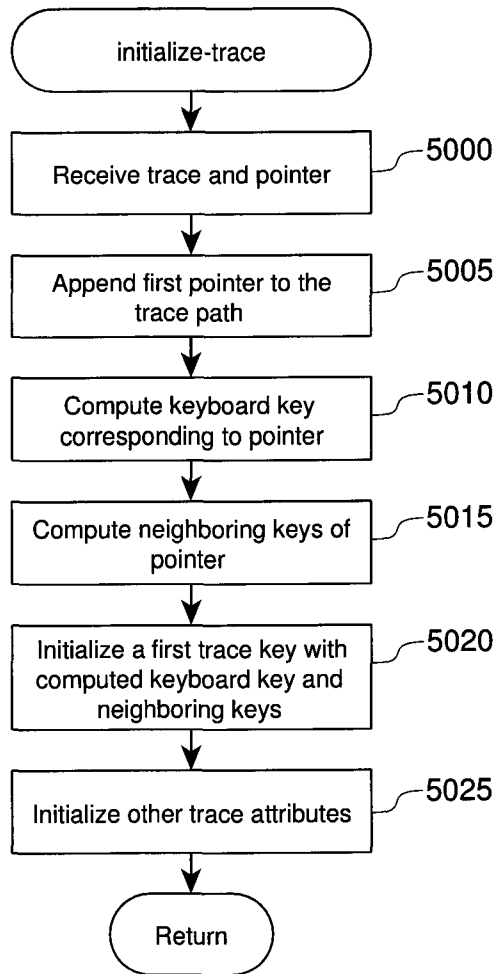 initialize-trace
Receive trace and pointer
5000
Append first pointer to the
trace path
5005
Compute keyboard key
corresponding to pointer
5010
Compute neighboring keys of
pointer
5015
Initialize a first trace key with
computed keyboard key and
neighboring keys
5020
Initialize other trace attributes
5025
Return